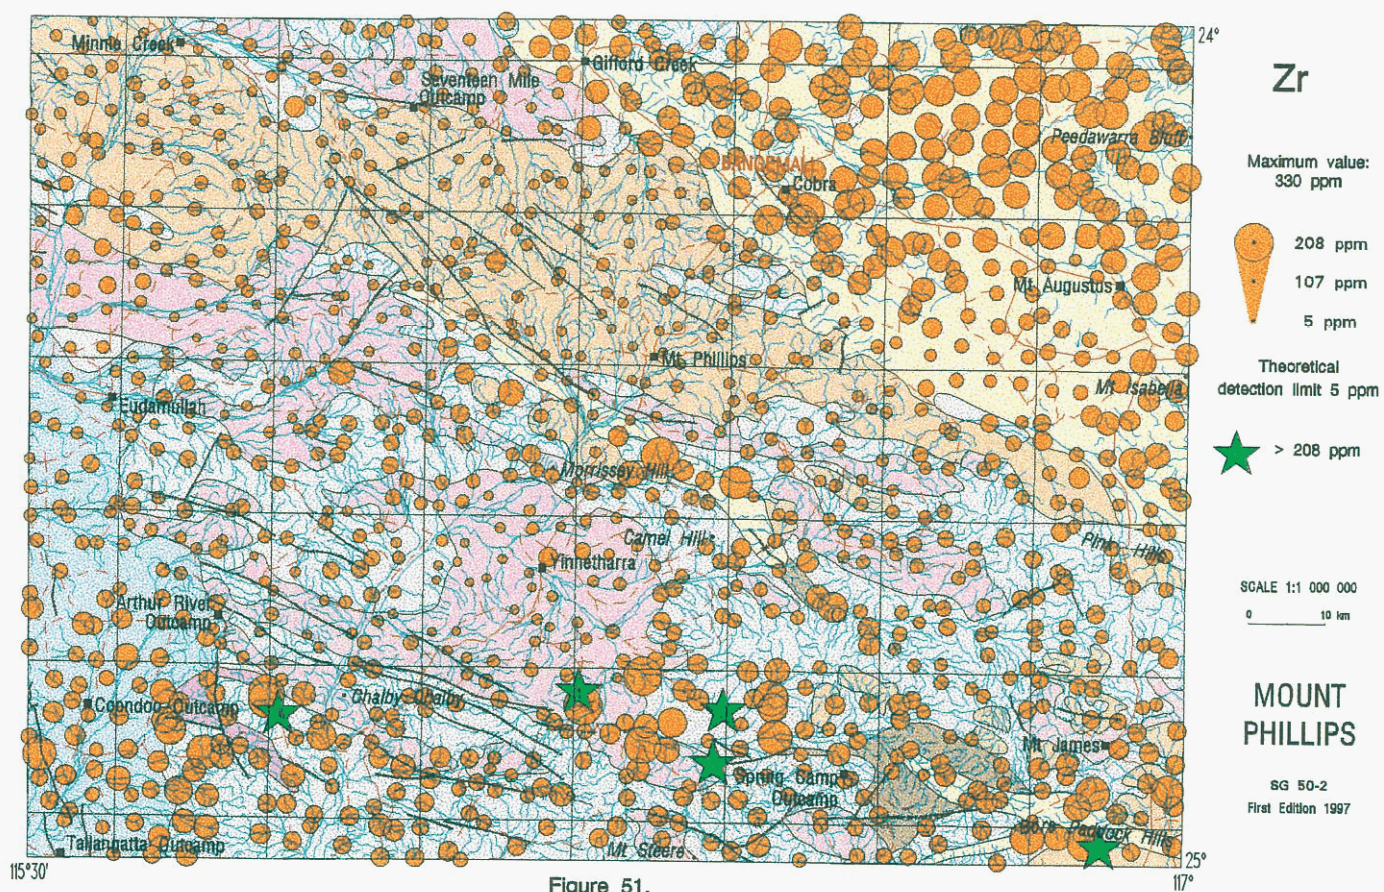 24°
Minnie Creek
Gifford Creek
Seventeen Mile
Outcamp
Zr
Peedawarra Bluff
Maximum value:
330 ppm
BANGEMALL
Cobra
208 ppm
107 ppm
5 ppm
Mt Augustus
Mt Phillips
Theoretical
detection limit 5 ppm
Mt Isabella
Eudamullah
> 208 ppm
Morrissey Hill
Camel Hill
Pink Hills
Yinnetharra
SCALE 1:1 000 000
0 10 km
Arthur River
Outcamp
Chalby Chalby
Coondoo Outcamp
MOUNT
PHILLIPS
Mt James
Spring Camp
Outcamp
SG 50-2
First Edition 1997
Paddock Hills
Tallangatta Outcamp
Mt Steere
25°
115°30'
117°
Figure 51.